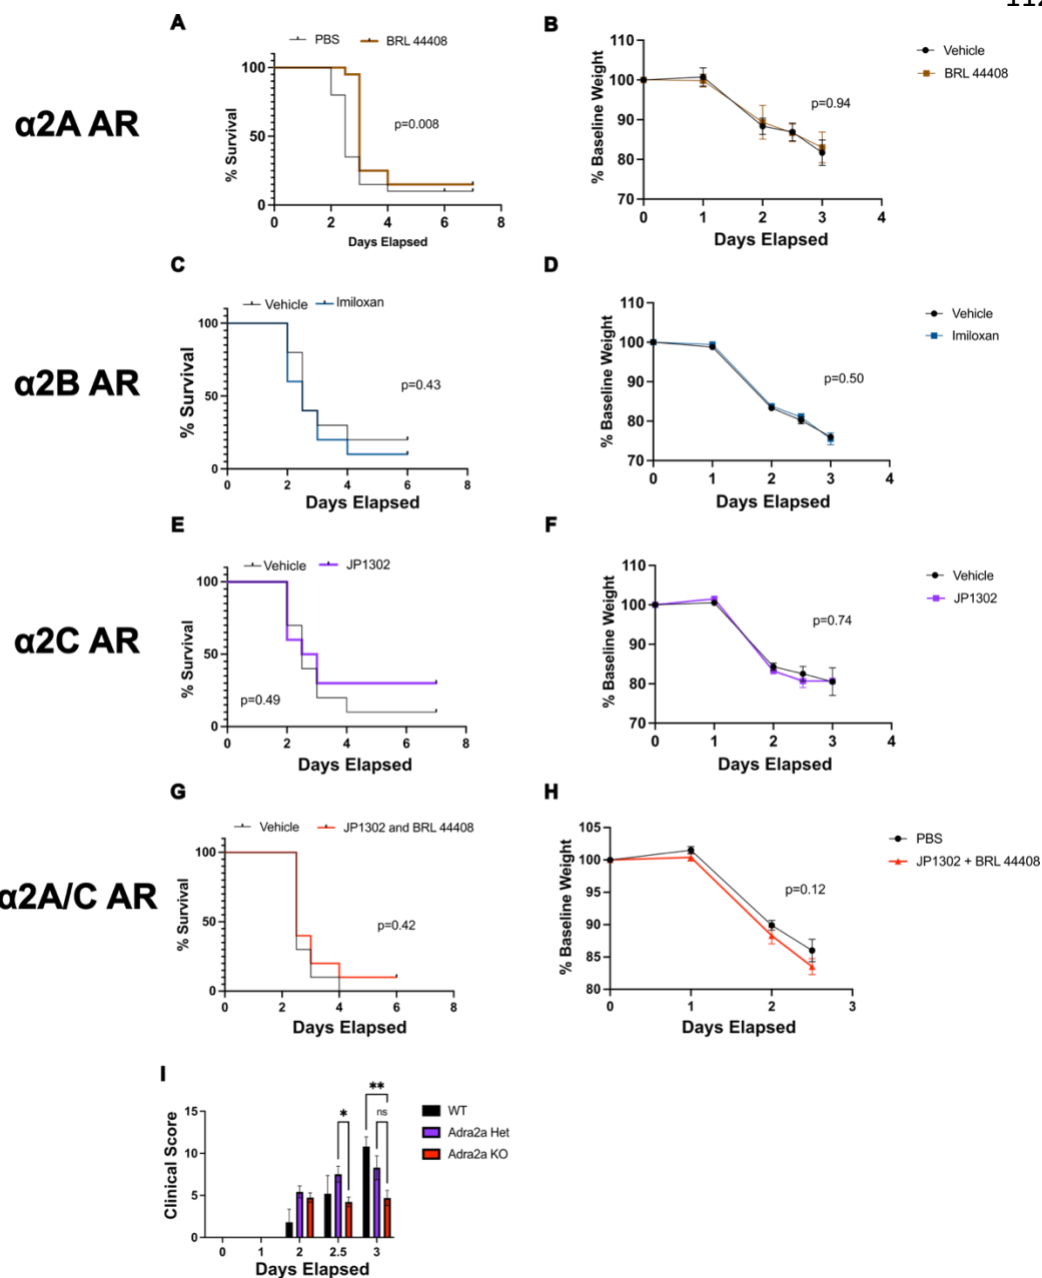 A
PBS
BRL 44408
100
50
0
% Survival
p=0.008
0 2 4 6 8
Days Elapsed
α2A AR
B
110
100
90
80
70
% Baseline Weight
Vehicle
BRL 44408
p=0.94
0 1 2 3 4
Days Elapsed
C
Vehicle
Imiloxan
100
50
0
% Survival
p=0.43
0 2 4 6 8
Days Elapsed
α2B AR
D
110
100
90
80
70
% Baseline Weight
Vehicle
Imiloxan
p=0.50
0 1 2 3 4
Days Elapsed
E
Vehicle
JP1302
100
50
0
% Survival
p=0.49
0 2 4 6 8
Days Elapsed
α2C AR
F
110
100
90
80
70
% Baseline Weight
Vehicle
JP1302
p=0.74
0 1 2 3 4
Days Elapsed
G
Vehicle
JP1302 and BRL 44408
100
50
0
% Survival
p=0.42
0 2 4 6 8
Days Elapsed
α2A/C AR
H
105
100
95
90
85
80
% Baseline Weight
PBS
JP1302 + BRL 44408
p=0.12
0 1 2 3
Days Elapsed
I
15
10
5
0
Clinical Score
*
**
ns
WT
Adra2a Het
Adra2a KO
0 1 2 2.5 3
Days Elapsed